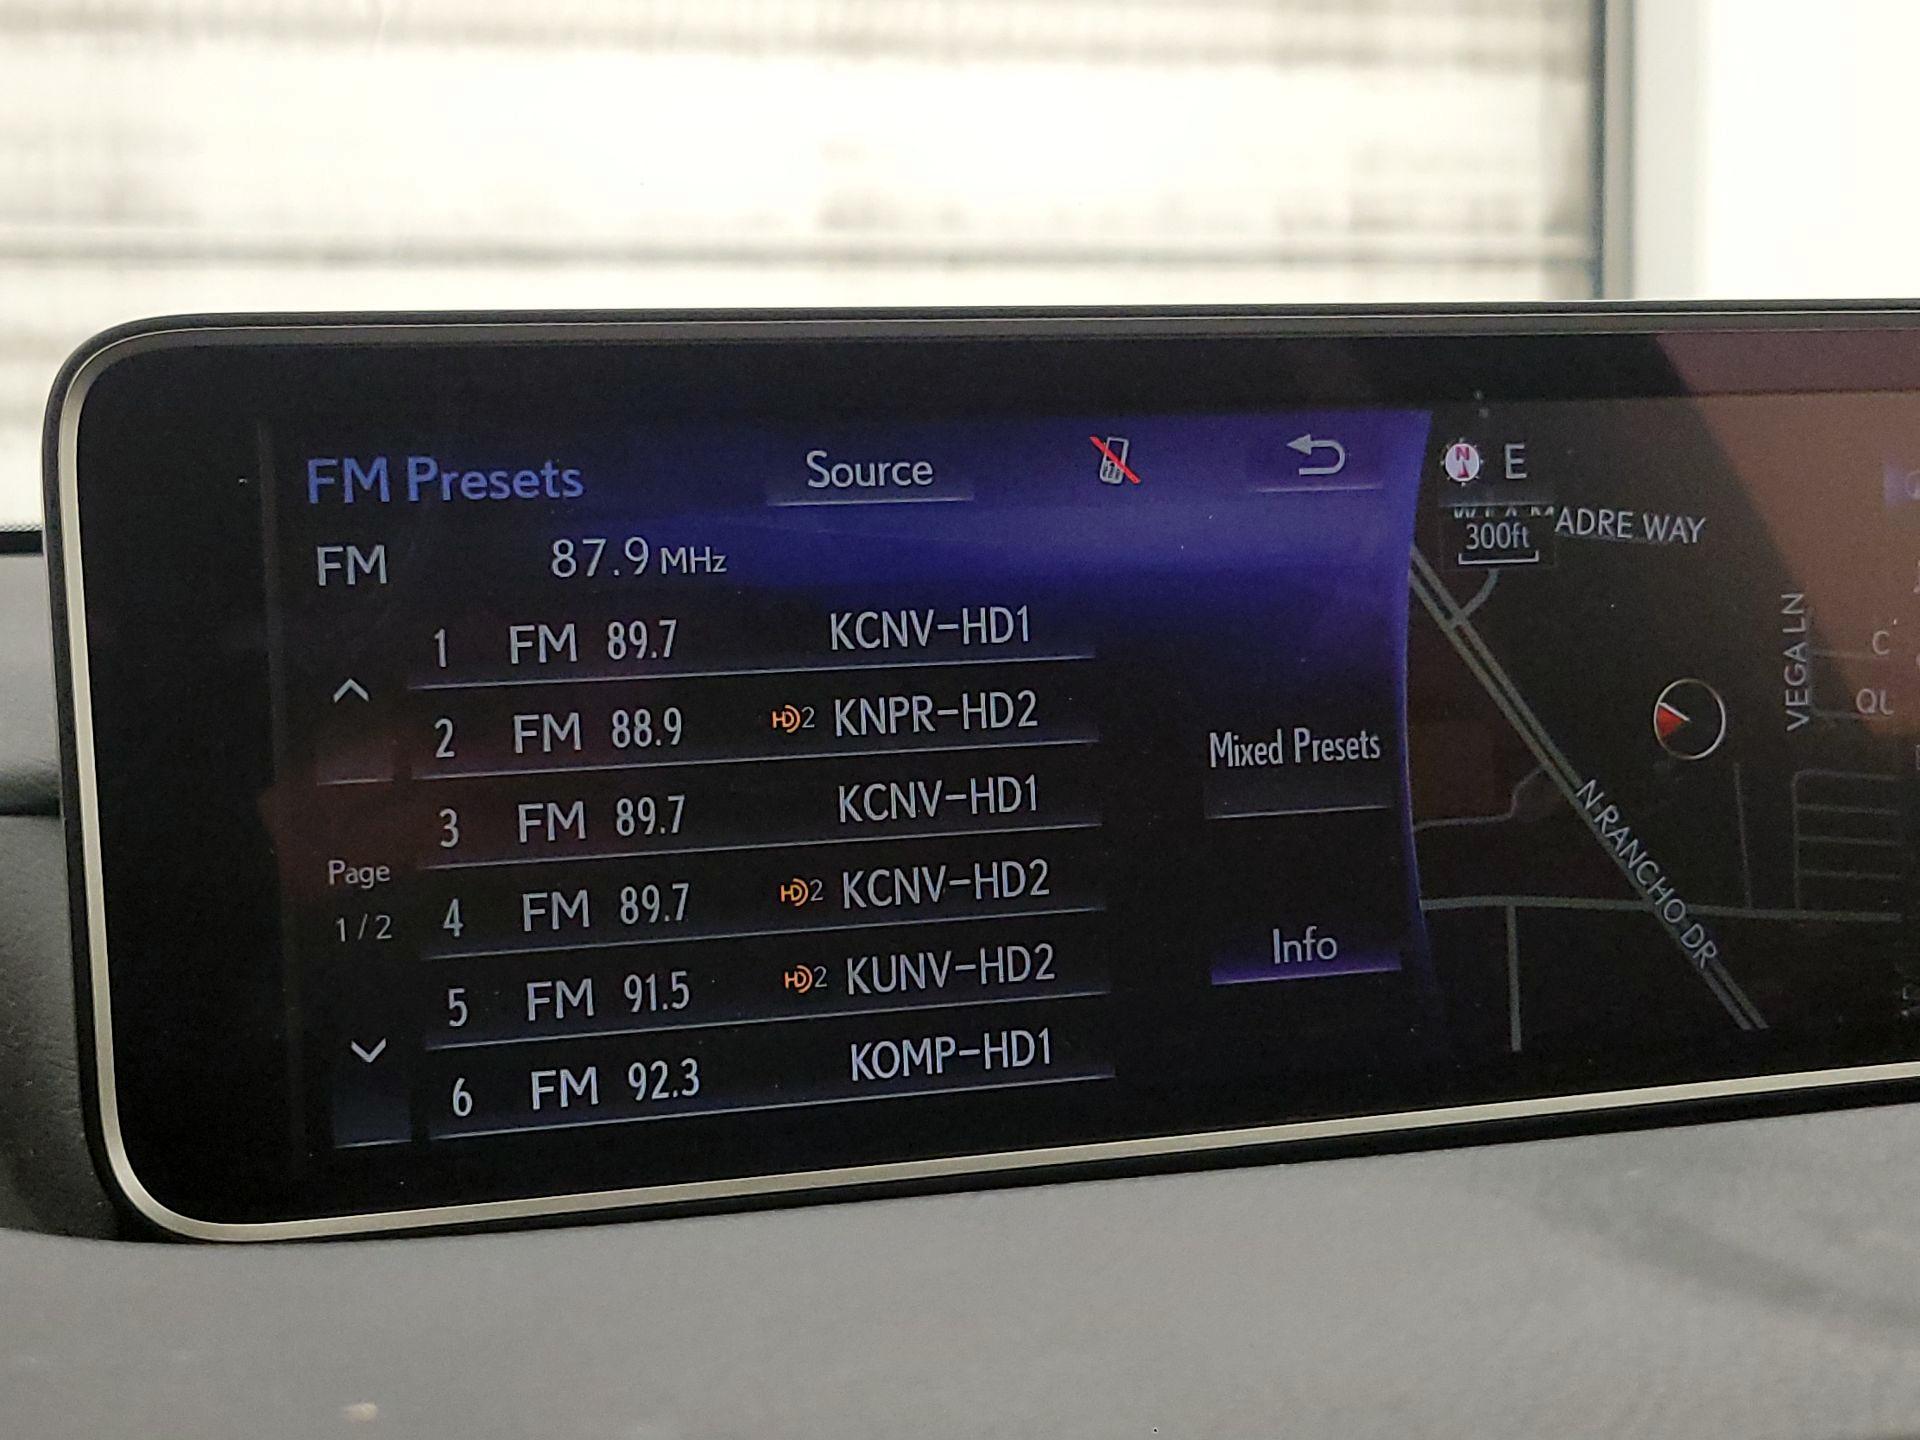 FM Presets
Source
FM 87.9 MHz
1 FM 89.7 KCNV-HD1
2 FM 88.9 HD2 KNPR-HD2
3 FM 89.7 KCNV-HD1
4 FM 89.7 HD2 KCNV-HD2
5 FM 91.5 HD2 KUNV-HD2
6 FM 92.3 KOMP-HD1
Page
1/2
Mixed Presets
Info
N E
MADRE WAY
300ft
VEGA LN
N RANCHO DR